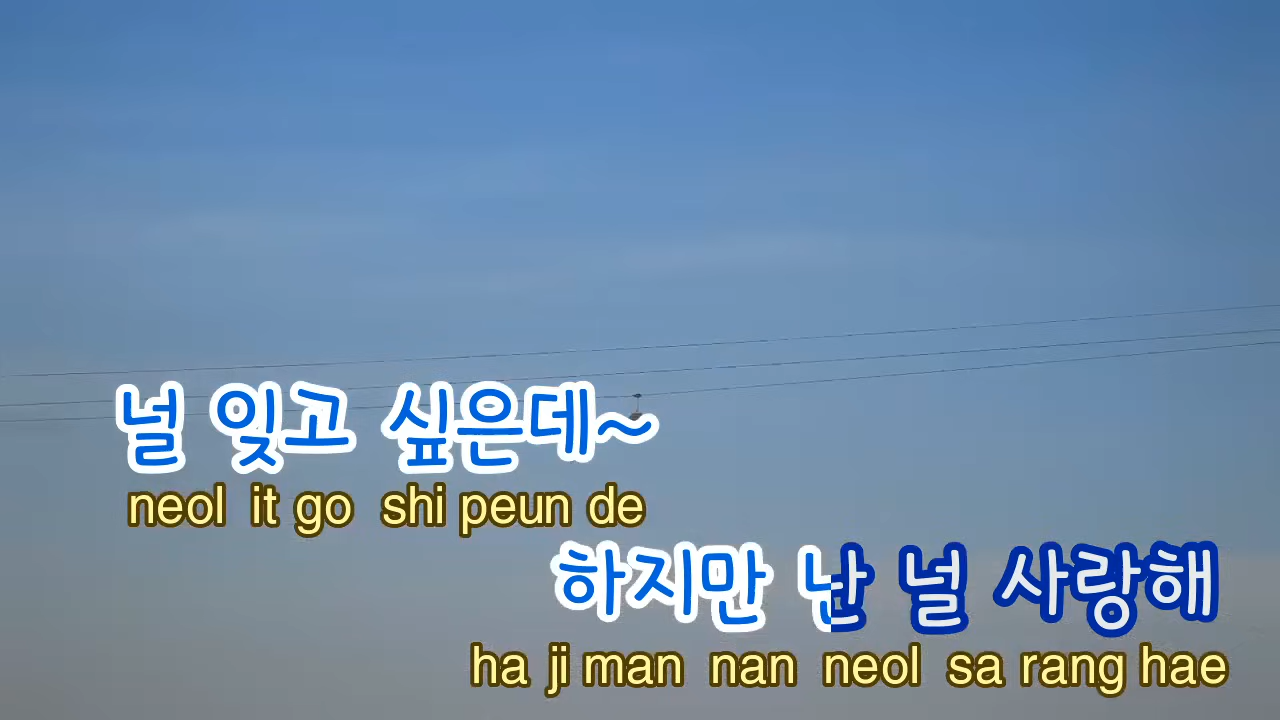 널 잊고 싶은데~
neol it go shi peun de
하지만 난 널 사랑해
ha ji man nan neol sa rang hae